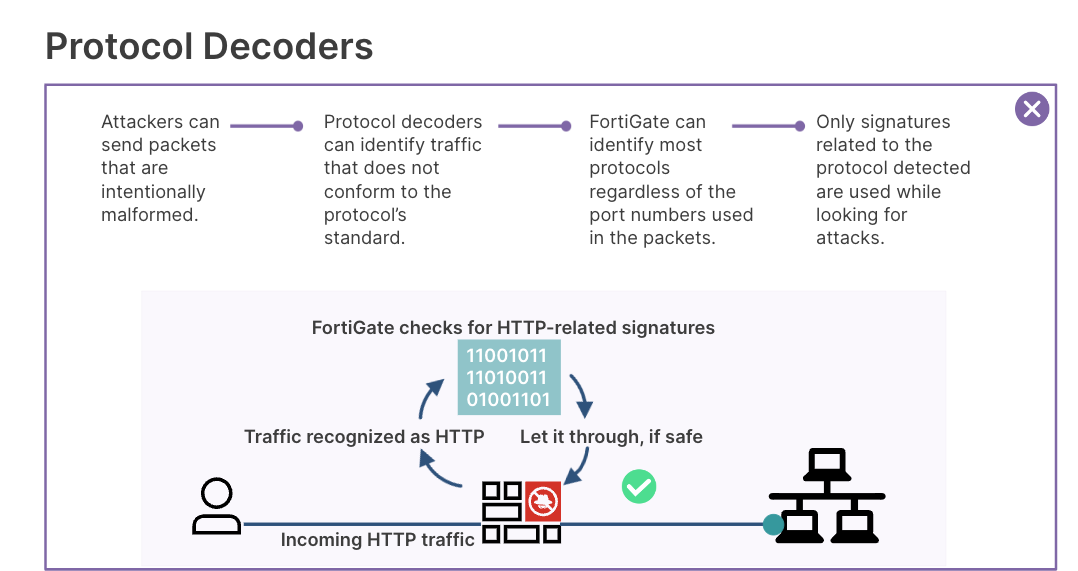 Protocol Decoders
Attackers can
send packets
that are
intentionally
malformed.
Protocol decoders
can identify traffic
that does not
conform to the
protocol’s
standard.
FortiGate can
identify most
protocols
regardless of the
port numbers used
in the packets.
Only signatures
related to the
protocol detected
are used while
looking for
attacks.
FortiGate checks for HTTP-related signatures
11001011
11010011
01001101
Traffic recognized as HTTP
Let it through, if safe
Incoming HTTP traffic